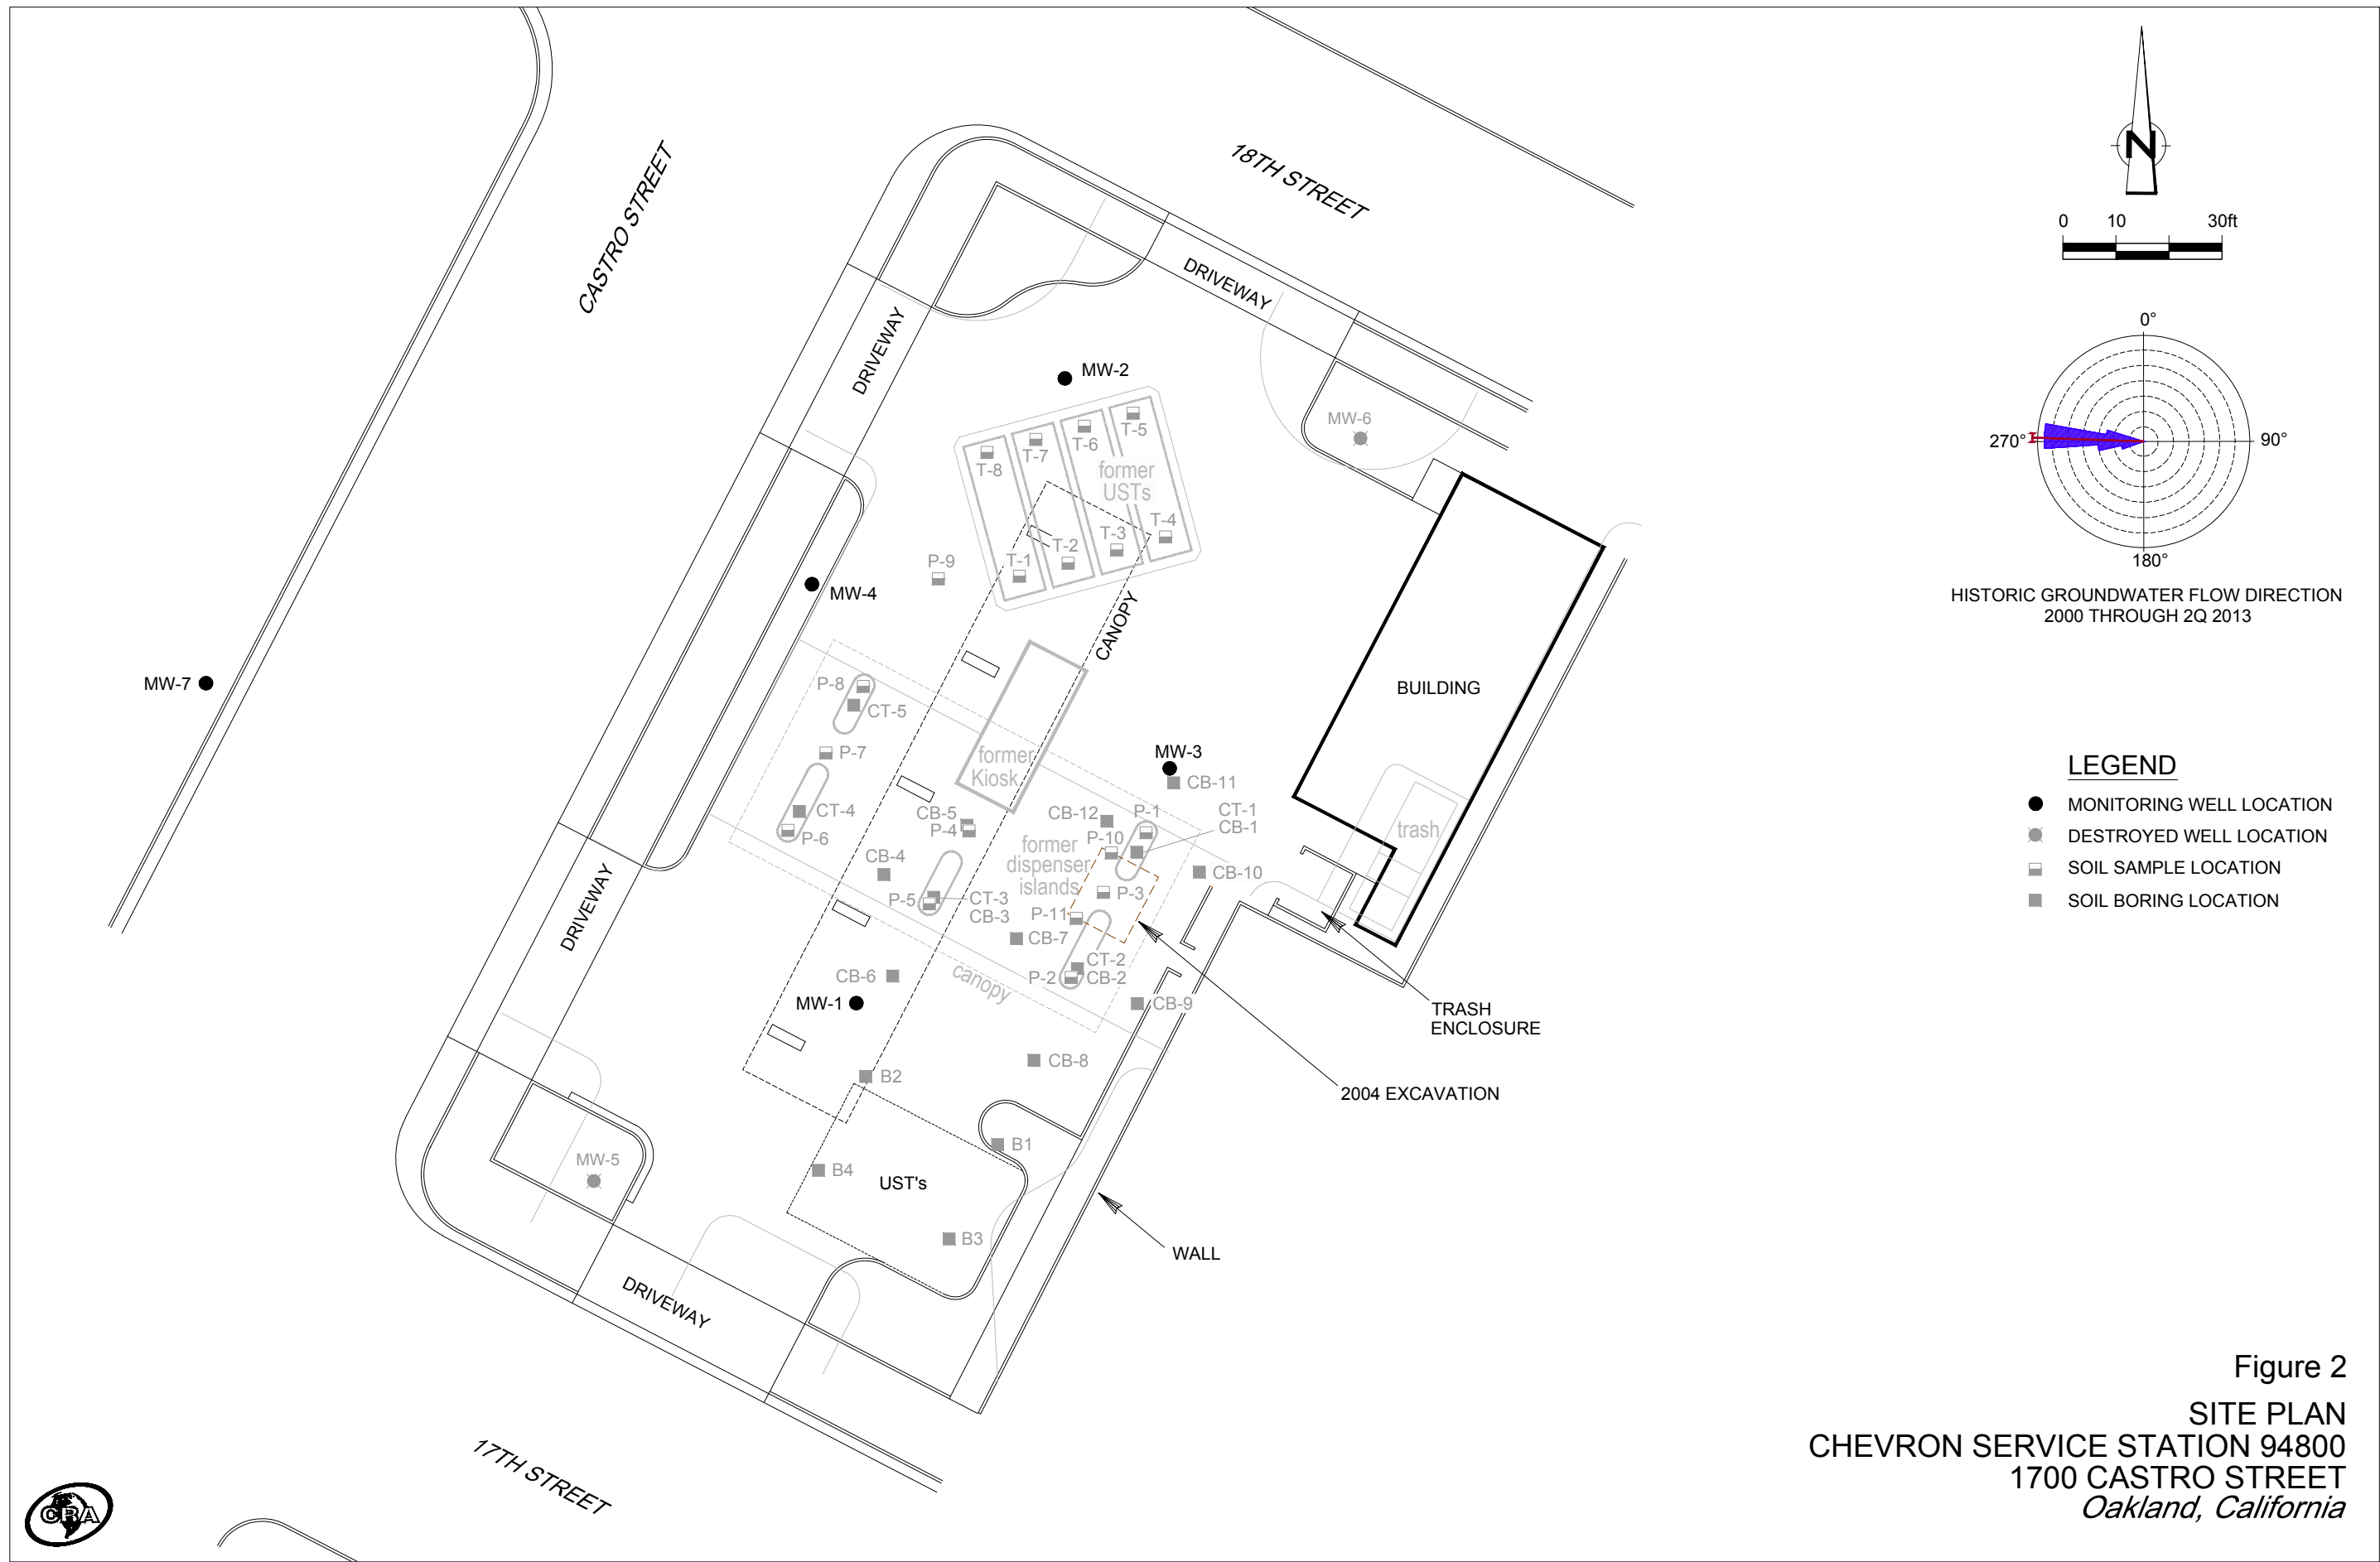 CASTRO STREET
18TH STREET
DRIVEWAY
DRIVEWAY
MW-2
MW-6
T-5
T-6
T-7
T-8
former
USTs
T-4
T-3
T-2
T-1
P-9
MW-4
CANOPY
MW-7
BUILDING
P-8
CT-5
P-7
former
Kiosk
MW-3
CB-11
CT-4
P-6
CB-5
P-4
CB-12
P-1
CT-1
CB-1
P-10
former
dispenser
islands
trash
CB-4
CB-10
P-5
CT-3
CB-3
P-3
P-11
CB-7
DRIVEWAY
CT-2
P-2
CB-2
canopy
CB-6
MW-1
CB-9
TRASH
ENCLOSURE
CB-8
B2
2004 EXCAVATION
B1
MW-5
B4
UST's
B3
WALL
DRIVEWAY
17TH STREET
CRA
N
0 10 30ft
0°
270°
90°
180°
HISTORIC GROUNDWATER FLOW DIRECTION
2000 THROUGH 2Q 2013
LEGEND
MONITORING WELL LOCATION
DESTROYED WELL LOCATION
SOIL SAMPLE LOCATION
SOIL BORING LOCATION
Figure 2
SITE PLAN
CHEVRON SERVICE STATION 94800
1700 CASTRO STREET
Oakland, California